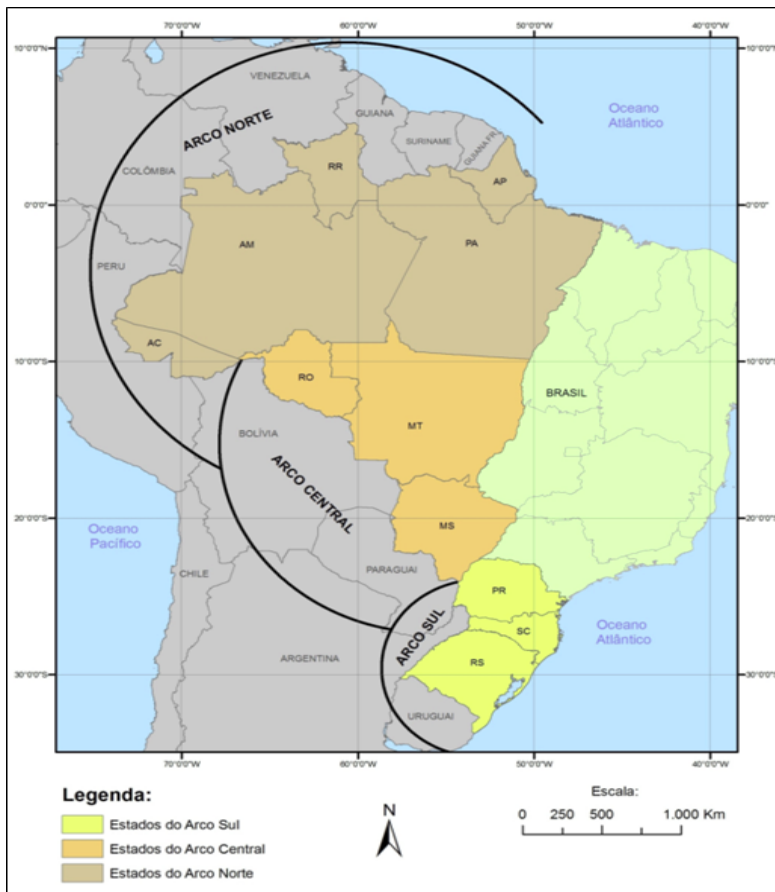 70°0'0"W 60°0'0"W 50°0'0"W 40°0'0"W
10°0'0"N 10°0'0"N
VENEZUELA
Oceano
Atlântico
GUIANA
ARCO NORTE
SURINAME
GUIANA FR.
COLÔMBIA
RR
AP
0°0'0" 0°0'0"
AM
PA
PERU
AC
10°0'0"S 10°0'0"S
RO
BRASIL
MT
BOLÍVIA
ARCO CENTRAL
MS
20°0'0"S 20°0'0"S
Oceano
Pacífico
CHILE
PARAGUAI
PR
ARCO SUL
SC
Oceano
Atlântico
ARGENTINA
RS
30°0'0"S 30°0'0"S
URUGUAI
70°0'0"W 60°0'0"W 50°0'0"W 40°0'0"W
Legenda:
Estados do Arco Sul
Estados do Arco Central
Estados do Arco Norte
N
Escala:
0 250 500 1.000 Km